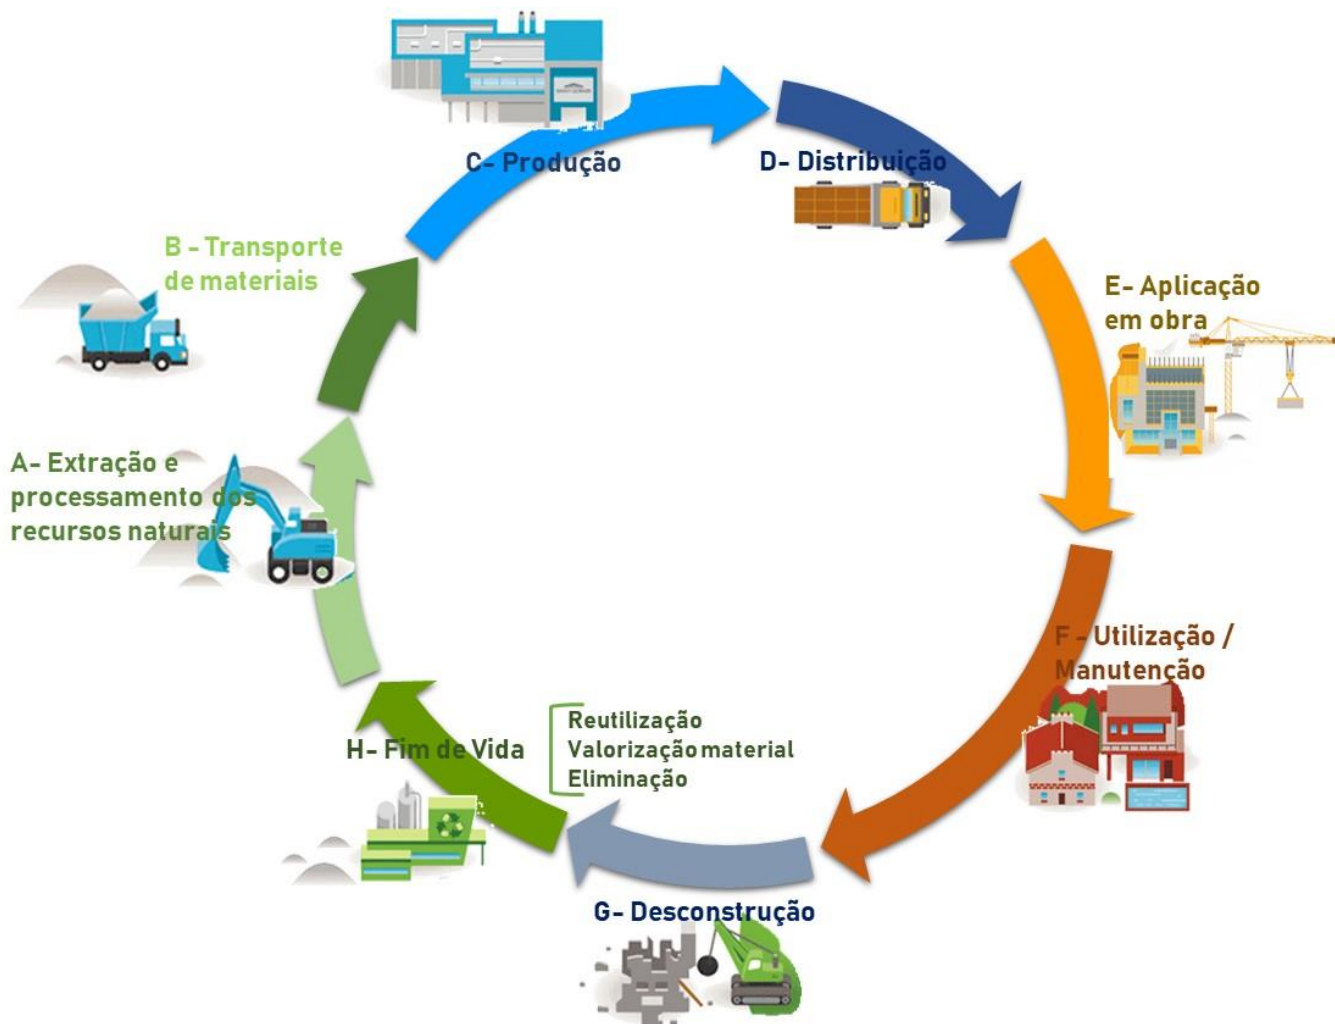 C- Produção
D- Distribuição
B - Transporte
de materiais
E- Aplicação
em obra
A- Extração e
processamento dos
recursos naturais
F - Utilização /
Manutenção
Reutilização
Valorização material
Eliminação
H- Fim de Vida
G- Desconstrução